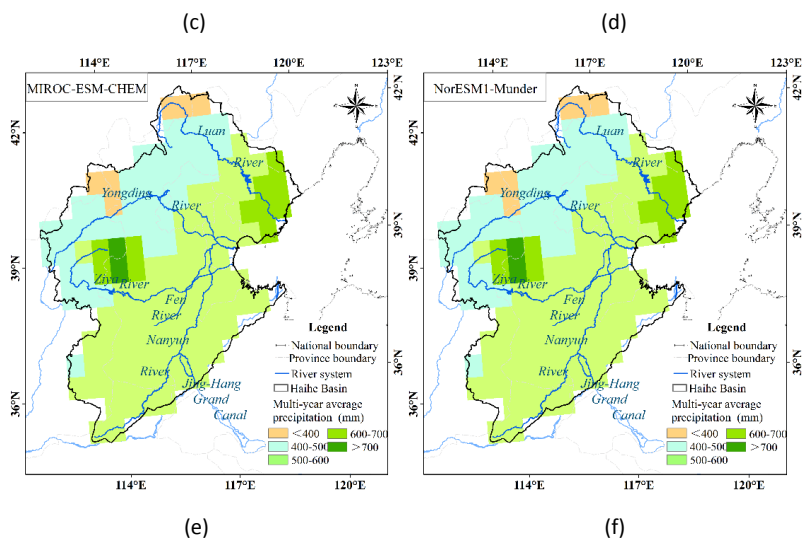 (c) (d)
114°E 117°E 120°E
MIROC-ESM-CHEM
42°N
39°N
36°N
Luan
River
Yongding
River
Ziya River
Fen
River
Nanyun
River
Jing-Hang
Grand
Canal
Legend
National boundary
Province boundary
River system
Haihe Basin
Multi-year average
precipitation (mm)
<400 600-700
400-500 >700
500-600
114°E 117°E 120°E
114°E 117°E 120°E
NorESM1-Munder
42°N
42°N
39°N
39°N
36°N
36°N
Luan
River
Yongding
River
Ziya River
Fen
River
Nanyun
River
Jing-Hang
Grand
Canal
Legend
National boundary
Province boundary
River system
Haihe Basin
Multi-year average
precipitation (mm)
<400 600-700
400-500 >700
500-600
114°E 117°E 120°E
(e) (f)